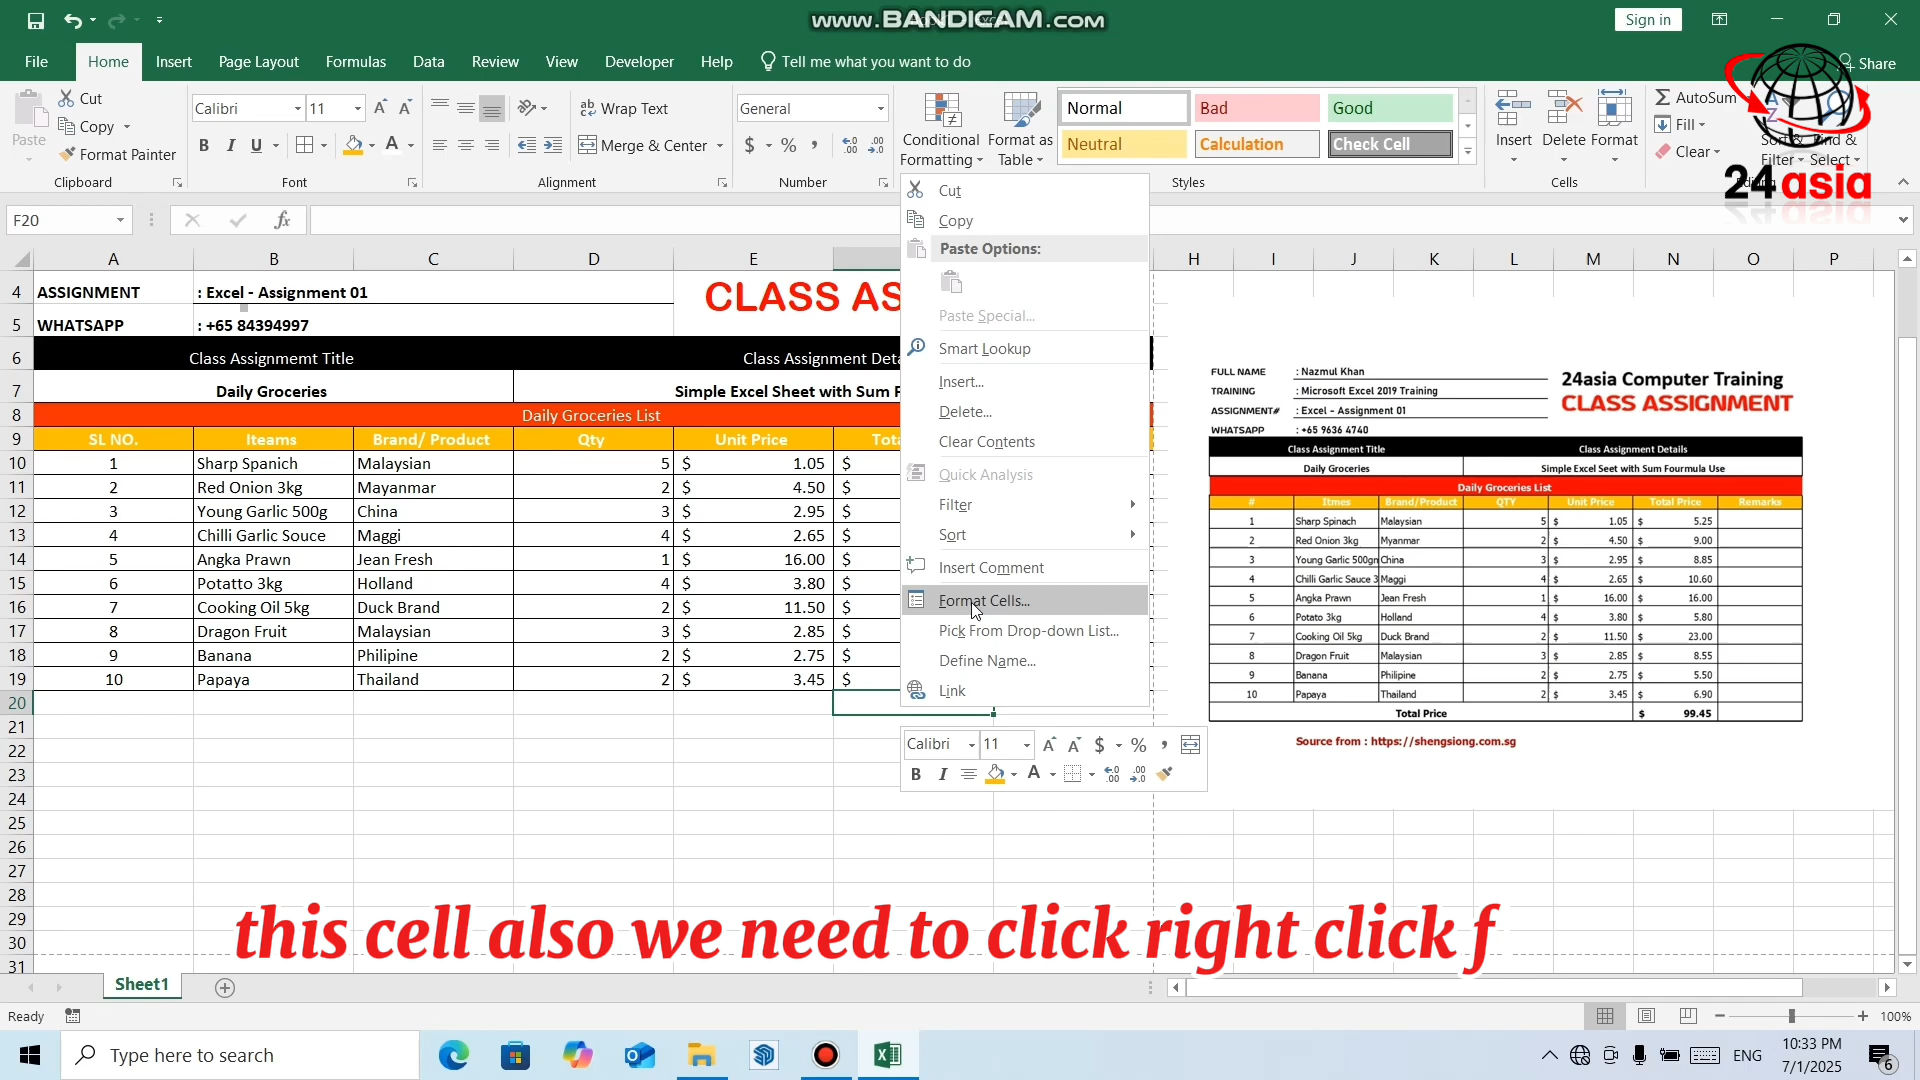 www.BANDICAM.com
Sign in
File Home Insert Page Layout Formulas Data Review View Developer Help Tell me what you want to do
Share
Paste
Cut
Copy
Format Painter
Clipboard
Calibri 11
B I U
Font
Wrap Text
Merge & Center
Alignment
General
$ % ,
Number
Conditional Formatting
Format as Table
Normal Bad Good
Neutral Calculation Check Cell
Styles
Insert Delete Format
Cells
AutoSum
Fill
Clear
Filter Select
24asia
F20
fx
A B C D E H I J K L M N O P
4 ASSIGNMENT : Excel - Assignment 01
CLASS AS
5 WHATSAPP : +65 84394997
6 Class Assignmemt Title Class Assignment Deta
7 Daily Groceries Simple Excel Sheet with Sum F
8 Daily Groceries List
9 SL NO. Iteams Brand/ Product Qty Unit Price Tota
10 1 Sharp Spanich Malaysian 5 $ 1.05 $
11 2 Red Onion 3kg Mayanmar 2 $ 4.50 $
12 3 Young Garlic 500g China 3 $ 2.95 $
13 4 Chilli Garlic Souce Maggi 4 $ 2.65 $
14 5 Angka Prawn Jean Fresh 1 $ 16.00 $
15 6 Potatto 3kg Holland 4 $ 3.80 $
16 7 Cooking Oil 5kg Duck Brand 2 $ 11.50 $
17 8 Dragon Fruit Malaysian 3 $ 2.85 $
18 9 Banana Philipine 2 $ 2.75 $
19 10 Papaya Thailand 2 $ 3.45 $
20
21
22
23
24
25
26
27
28
29
30
31
Cut
Copy
Paste Options:
Paste Special...
Smart Lookup
Insert...
Delete...
Clear Contents
Quick Analysis
Filter
Sort
Insert Comment
Format Cells...
Pick From Drop-down List...
Define Name...
Link
Calibri 11 $ % ,
B I A
FULL NAME : Nazmul Khan
TRAINING : Microsoft Excel 2019 Training
ASSIGNMENT# : Excel - Assignment 01
WHATSAPP : +65 9636 4740
24asia Computer Training
CLASS ASSIGNMENT
Class Assignment Title Class Assignment Details
Daily Groceries Simple Excel Seet with Sum Fourmula Use
Daily Groceries List
# Itmes Brand/Product QTY Unit Price Total Price Remarks
1 Sharp Spinach Malaysian 5 $ 1.05 $ 5.25
2 Red Onion 3kg Myanmar 2 $ 4.50 $ 9.00
3 Young Garlic 500gn China 3 $ 2.95 $ 8.85
4 Chilli Garlic Sauce 3 Maggi 4 $ 2.65 $ 10.60
5 Angka Prawn Jean Fresh 1 $ 16.00 $ 16.00
6 Potato 3kg Holland 4 $ 3.80 $ 5.80
7 Cooking Oil 5kg Duck Brand 2 $ 11.50 $ 23.00
8 Dragon Fruit Malaysian 3 $ 2.85 $ 8.55
9 Banana Philipine 2 $ 2.75 $ 5.50
10 Papaya Thailand 2 $ 3.45 $ 6.90
Total Price $ 99.45
Source from : https://shengsiong.com.sg
this cell also we need to click right click f
Sheet1
Ready
100%
Type here to search
ENG
10:33 PM
7/1/2025
6